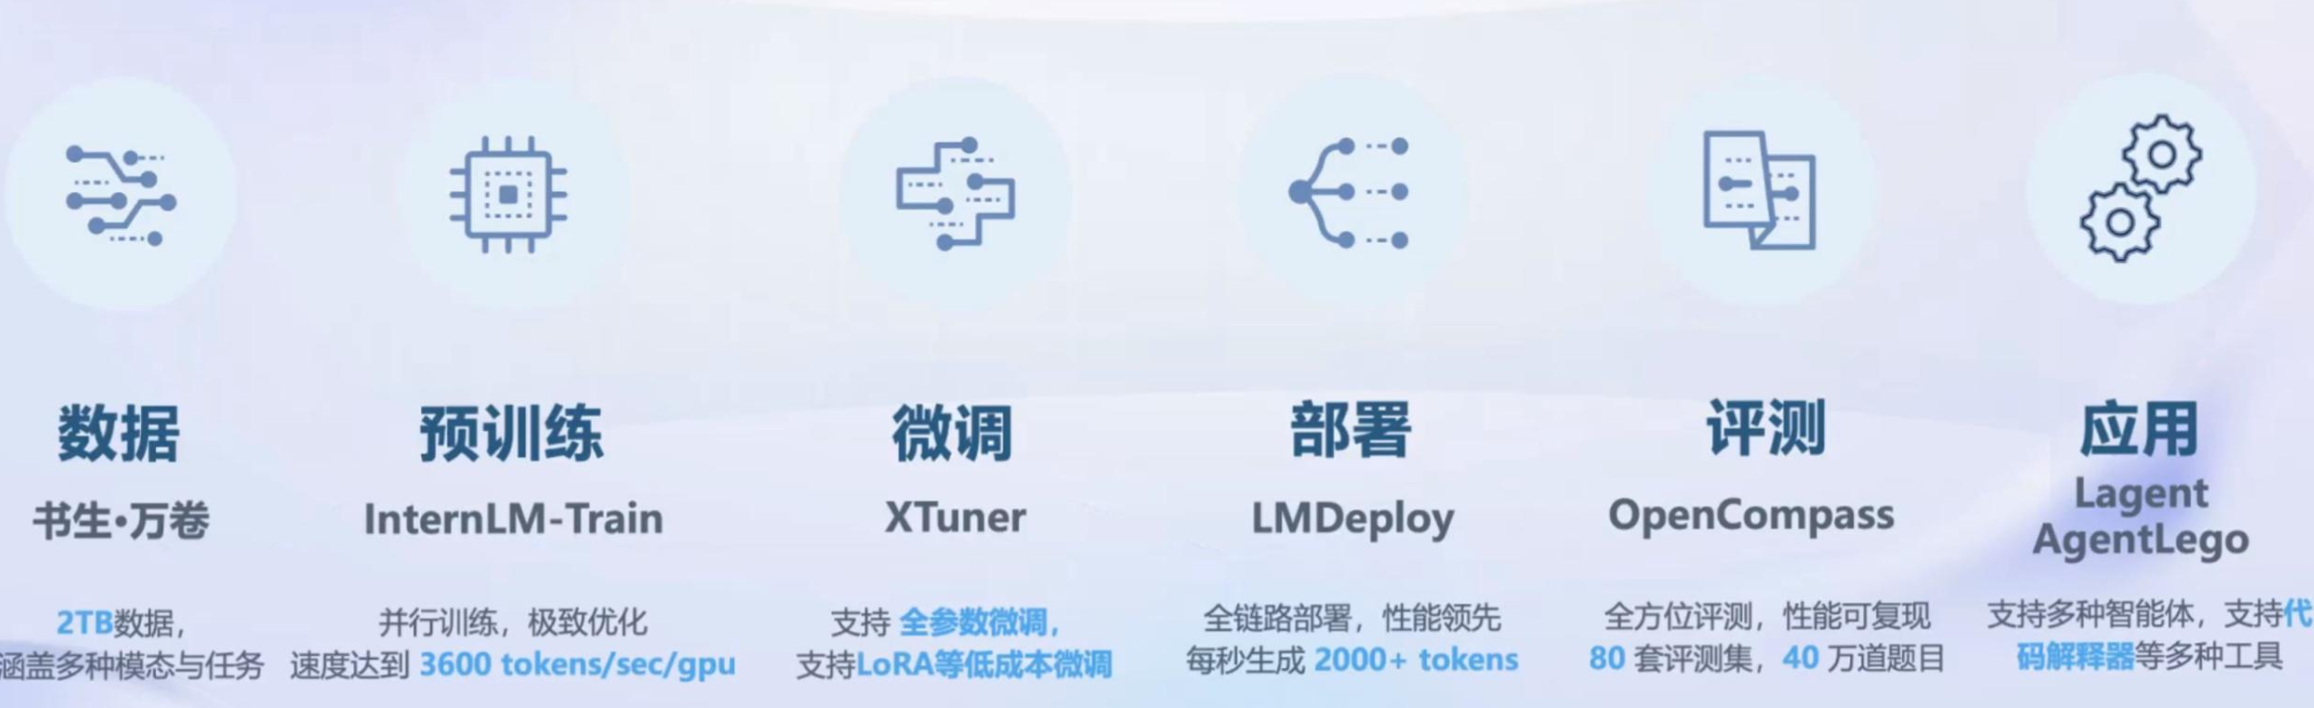 数据
书生·万卷
2TB数据，
涵盖多种模态与任务
预训练
InternLM-Train
并行训练，极致优化
速度达到 3600 tokens/sec/gpu
微调
XTuner
支持 全参数微调，
支持LoRA等低成本微调
部署
LMDeploy
全链路部署，性能领先
每秒生成 2000+ tokens
评测
OpenCompass
全方位评测，性能可复现
80 套评测集，40 万道题目
应用
Lagent
AgentLego
支持多种智能体，支持代
码解释器等多种工具